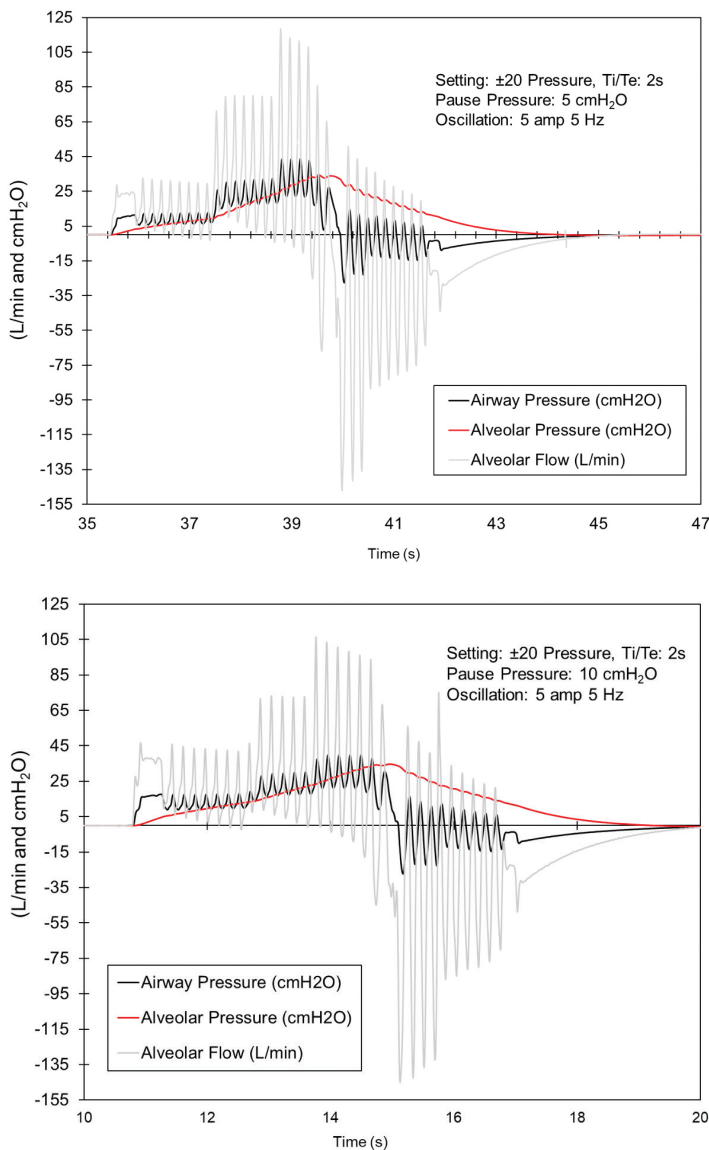 125
105
85
65
45
25
5
-15
-35
-55
-75
-95
-115
-135
-155
(L/min and cmH2O)
Setting: ±20 Pressure, Ti/Te: 2s
Pause Pressure: 5 cmH₂O
Oscillation: 5 amp 5 Hz
Airway Pressure (cmH2O)
Alveolar Pressure (cmH2O)
Alveolar Flow (L/min)
35 37 39 41 43 45 47
Time (s)
125
105
85
65
45
25
5
-15
-35
-55
-75
-95
-115
-135
-155
(L/min and cmH2O)
Setting: ±20 Pressure, Ti/Te: 2s
Pause Pressure: 10 cmH₂O
Oscillation: 5 amp 5 Hz
Airway Pressure (cmH2O)
Alveolar Pressure (cmH2O)
Alveolar Flow (L/min)
10 12 14 16 18 20
Time (s)